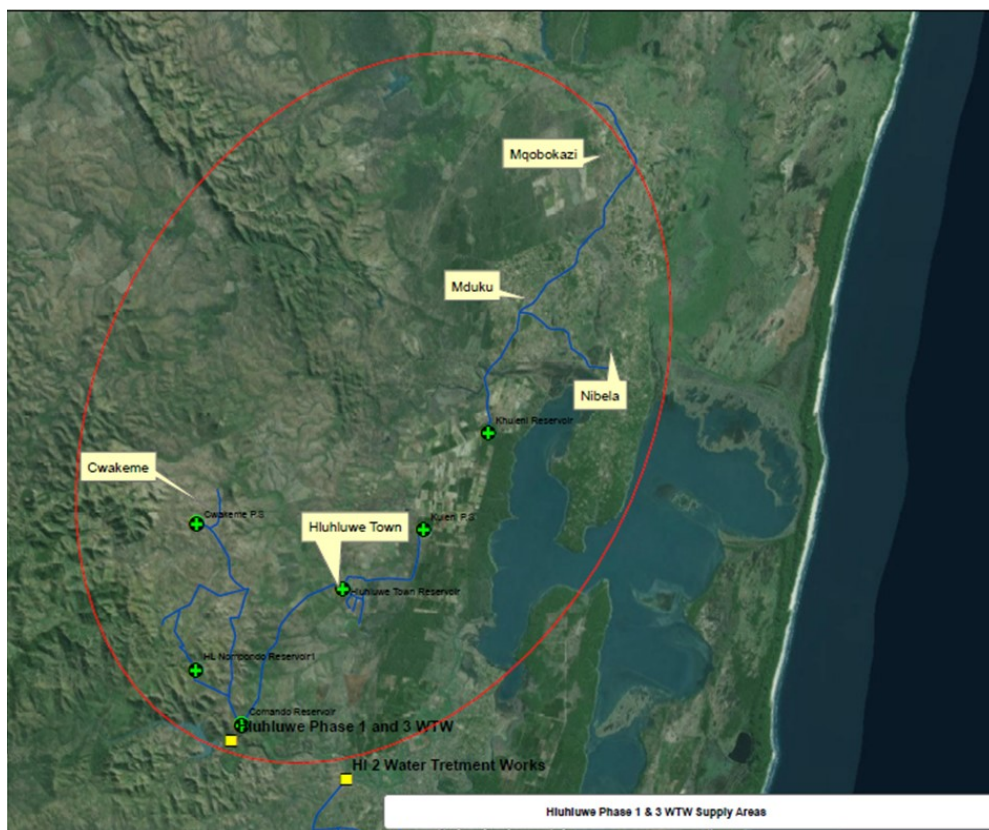 Mqobokazi
Mduku
Nibela
Khuleni Reservoir
Cwakeme
Cwakeme P.S
Hluhluwe Town
Kuleni P.S
Hluhluwe Town Reservoir
HL Nompondo Reservoir1
Comando Reservoir
Hluhluwe Phase 1 and 3 WTW
Hl 2 Water Tretment Works
Hluhluwe Phase 1 & 3 WTW Supply Areas